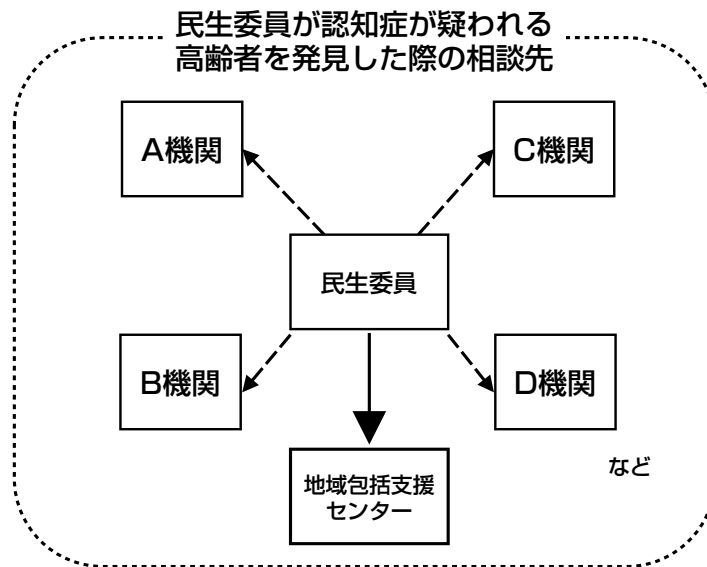 民生委員が認知症が疑われる
高齢者を発見した際の相談先
A機関
C機関
民生委員
B機関
D機関
地域包括支援
センター
など